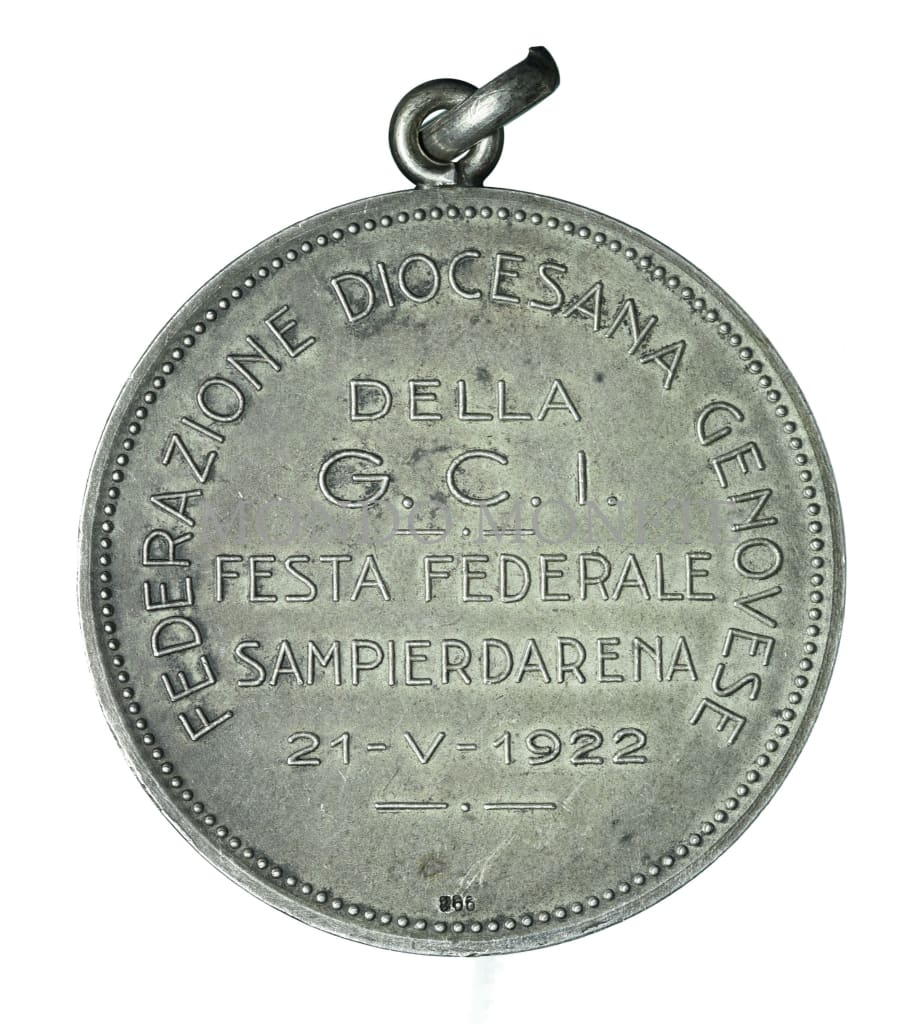 FEDERAZIONE DIOCESANA GENOVESE
DELLA
G.C.I.
MONDO MONETE
FESTA FEDERALE
SAMPIERDARENA
21-V-1922